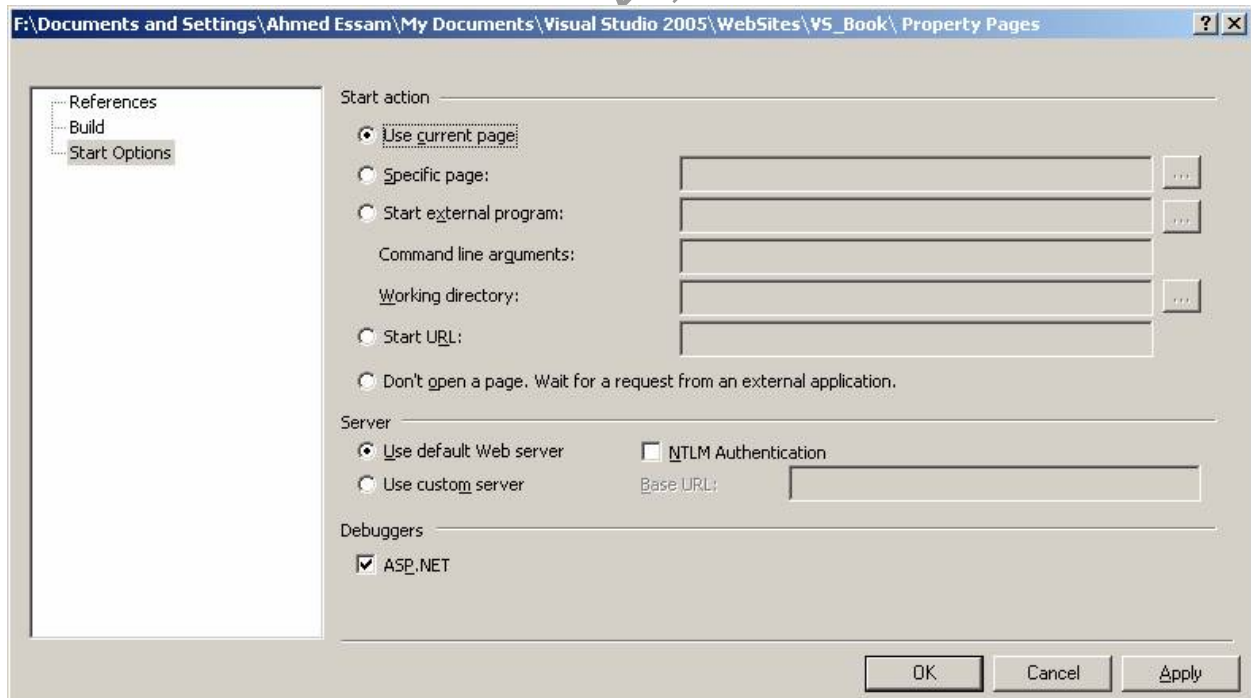 F:\Documents and Settings\Ahmed Essam\My Documents\Visual Studio 2005\WebSites\VS_Book\ Property Pages
References
Build
Start Options
Start action
Use current page
Specific page:
...
Start external program:
...
Command line arguments:
Working directory:
...
Start URL:
Don't open a page. Wait for a request from an external application.
Server
Use default Web server
NTLM Authentication
Use custom server
Base URL:
Debuggers
ASP.NET
OK
Cancel
Apply